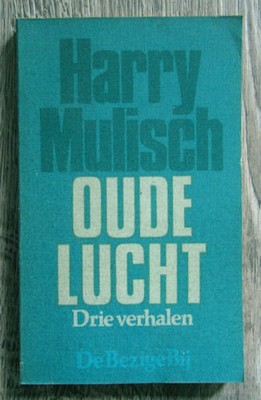 Harry
Mulisch
OUDE
LUCHT
Drie verhalen
De Bezige Bij